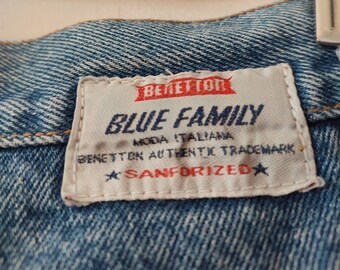 BENETTON
BLUE FAMILY
MODA ITALIANA
BENETTON AUTHENTIC TRADEMARK
★ SANFORIZED ★